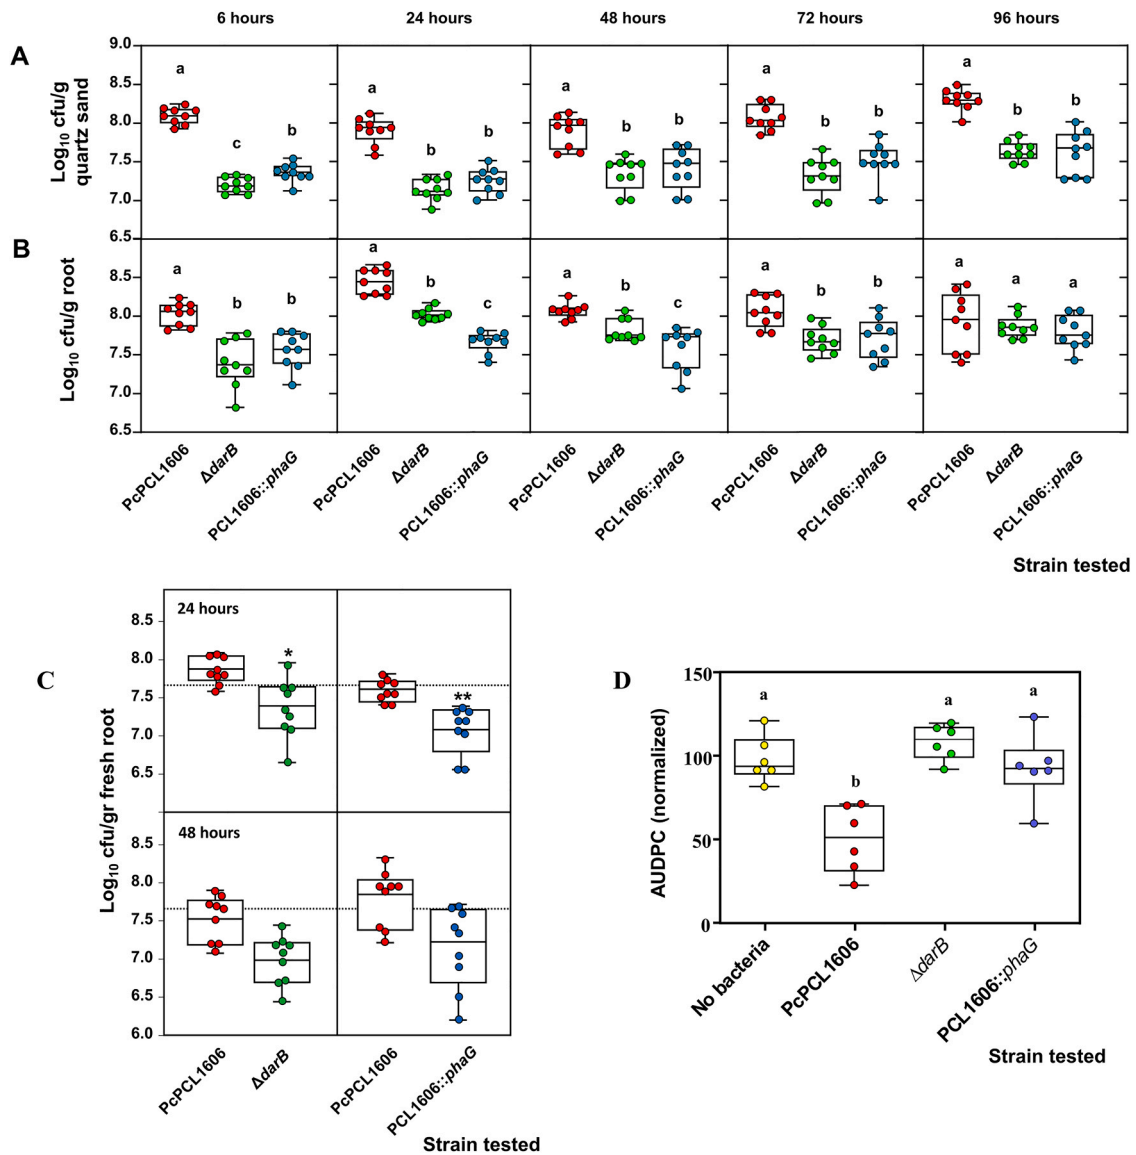 6 hours 24 hours 48 hours 72 hours 96 hours
A
Log10 cfu/g
quartz sand
9.0
8.5
8.0
7.5
7.0
6.5
a c b
a b b
a b b
a b b
a b b
B
Log10 cfu/g root
8.5
8.0
7.5
7.0
6.5
a b b
a b c
a b c
a b b
a a a
PcPCL1606 ΔdarB PCL1606::phaG PcPCL1606 ΔdarB PCL1606::phaG PcPCL1606 ΔdarB PCL1606::phaG PcPCL1606 ΔdarB PCL1606::phaG PcPCL1606 ΔdarB PCL1606::phaG
Strain tested
C
Log10 cfu/gr fresh root
24 hours
8.5
8.0
7.5
7.0
6.5
* **
48 hours
8.5
8.0
7.5
7.0
6.5
6.0
PcPCL1606 ΔdarB PcPCL1606 PCL1606::phaG
Strain tested
D
AUDPC (normalized)
150
100
50
0
a b a a
No bacteria PcPCL1606 ΔdarB PCL1606::phaG
Strain tested